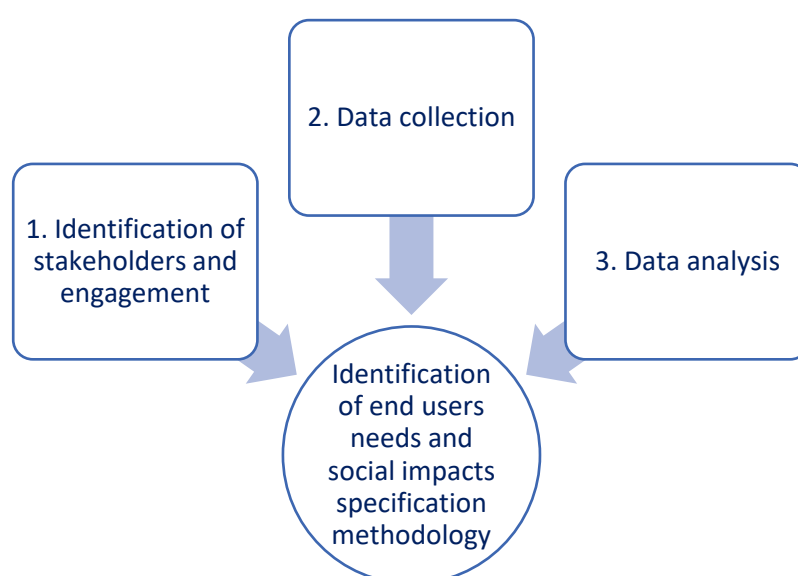 1. Identification of
stakeholders and
engagement
2. Data collection
3. Data analysis
Identification
of end users
needs and
social impacts
specification
methodology